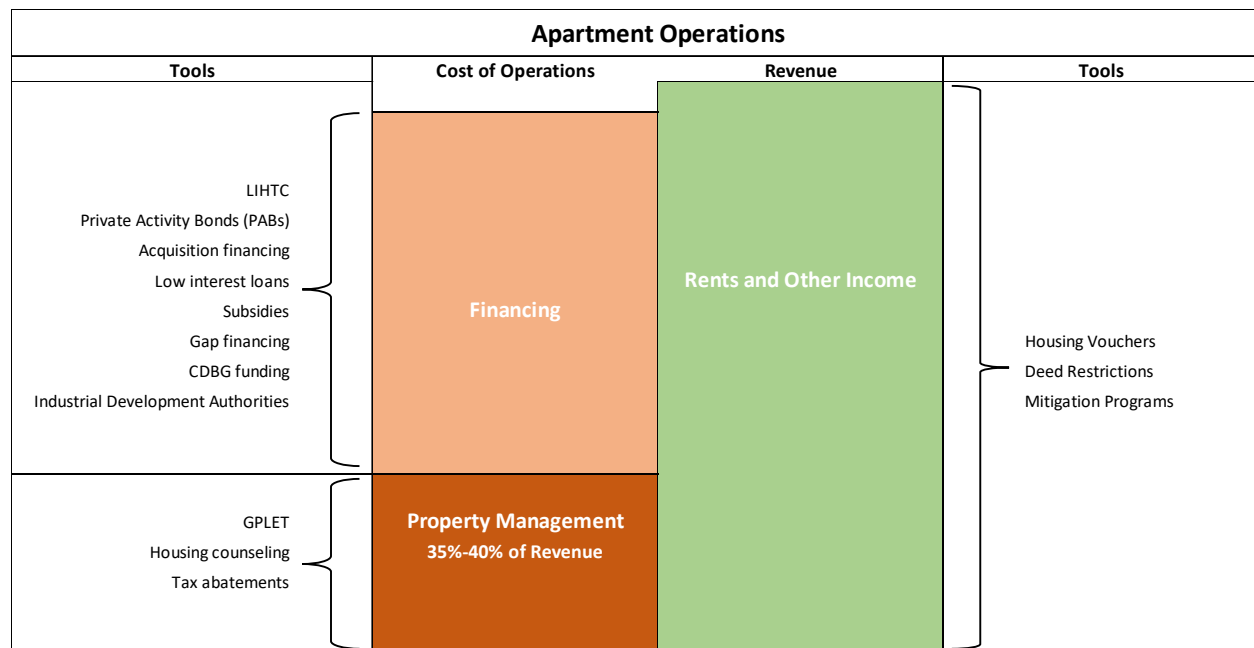 Apartment Operations
Tools
Cost of Operations
Revenue
Tools
LIHTC
Private Activity Bonds (PABs)
Acquisition financing
Low interest loans
Subsidies
Gap financing
CDBG funding
Industrial Development Authorities
Financing
Rents and Other Income
Housing Vouchers
Deed Restrictions
Mitigation Programs
GPLET
Housing counseling
Tax abatements
Property Management
35%-40% of Revenue